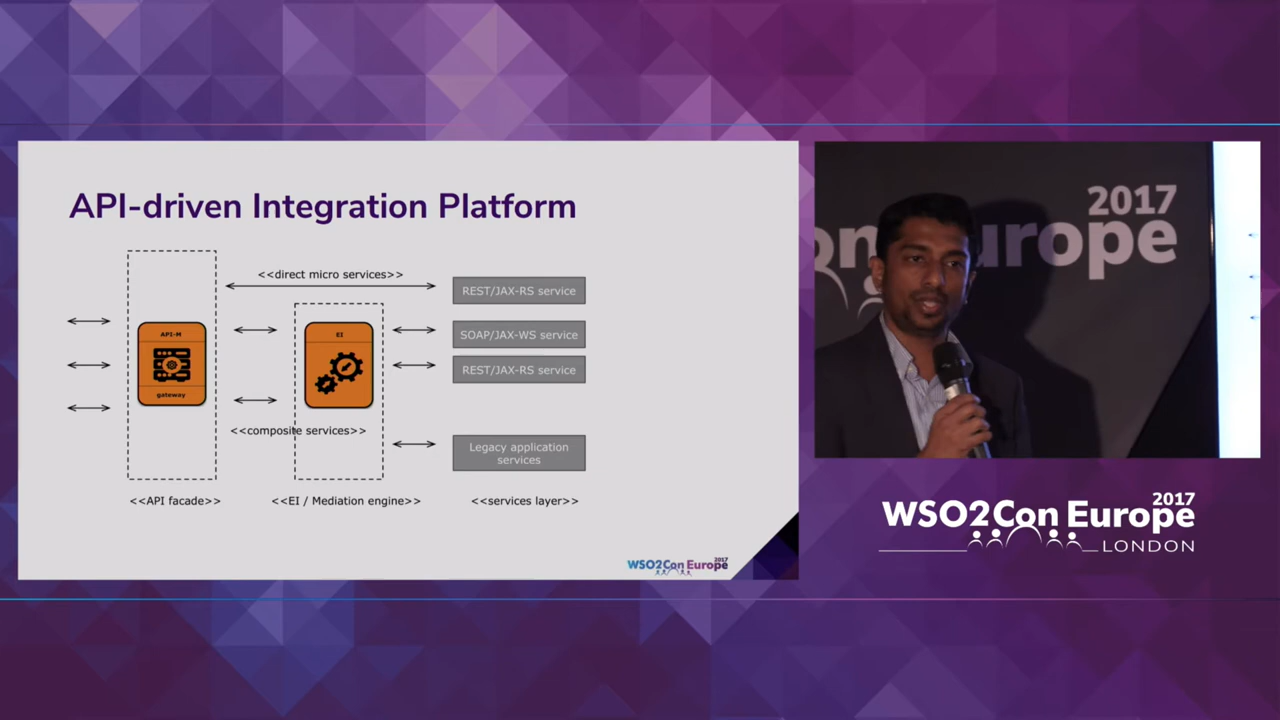 API-driven Integration Platform
<<direct micro services>>
REST/JAX-RS service
API-M
gateway
EI
SOAP/JAX-WS service
REST/JAX-RS service
<<composite services>>
Legacy application
services
<<API facade>>
<<EI / Mediation engine>>
<<services layer>>
WSO2Con Europe
2017
2017
on Europe
WSO2Con Europe
2017
LONDON